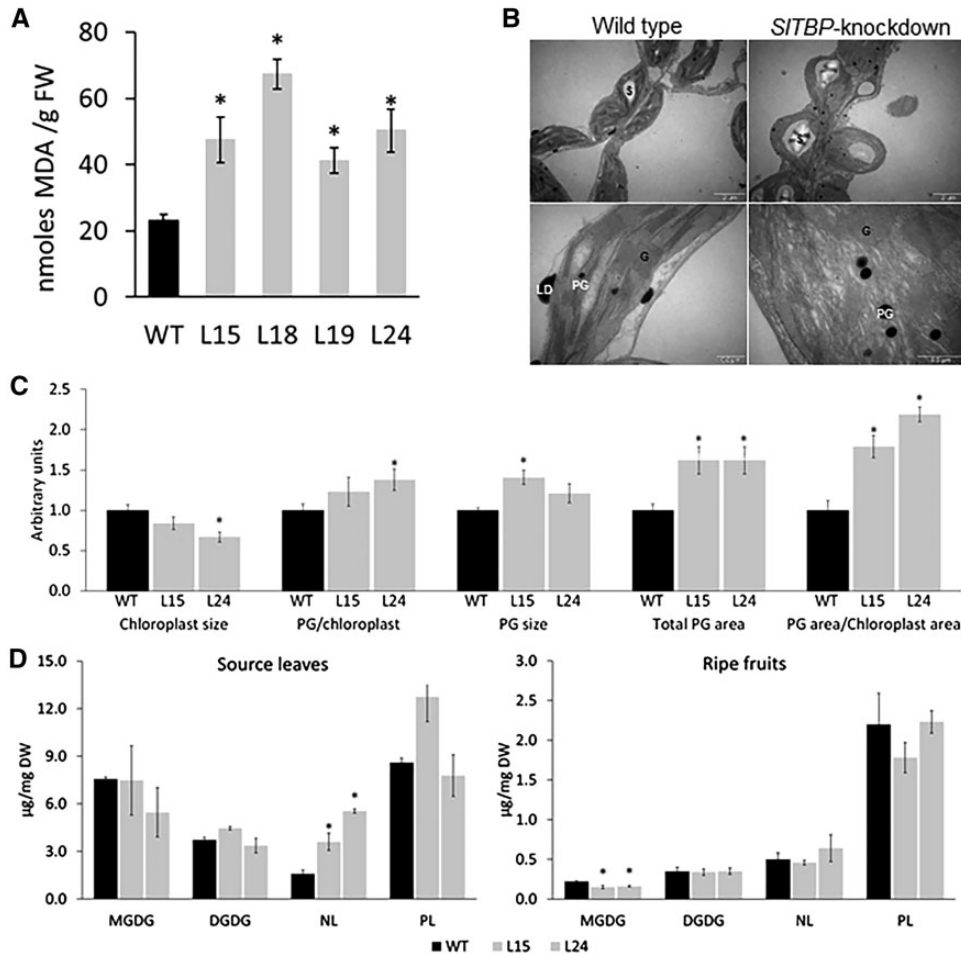 A
80
60
40
20
0
nmoles MDA /g FW
*
*
*
*
WT L15 L18 L19 L24
B
Wild type
SlTBP-knockdown
S
S
LD
PG
G
G
PG
C
2.5
2.0
1.5
1.0
0.5
0.0
Arbitrary units
*
*
*
*
*
*
*
WT L15 L24 WT L15 L24 WT L15 L24 WT L15 L24 WT L15 L24
Chloroplast size PG/chloroplast PG size Total PG area PG area/Chloroplast area
D
Source leaves
15.0
12.0
9.0
6.0
3.0
0.0
µg/mg DW
*
*
MGDG DGDG NL PL
Ripe fruits
3.0
2.5
2.0
1.5
1.0
0.5
0.0
µg/mg DW
*
*
MGDG DGDG NL PL
WT L15 L24